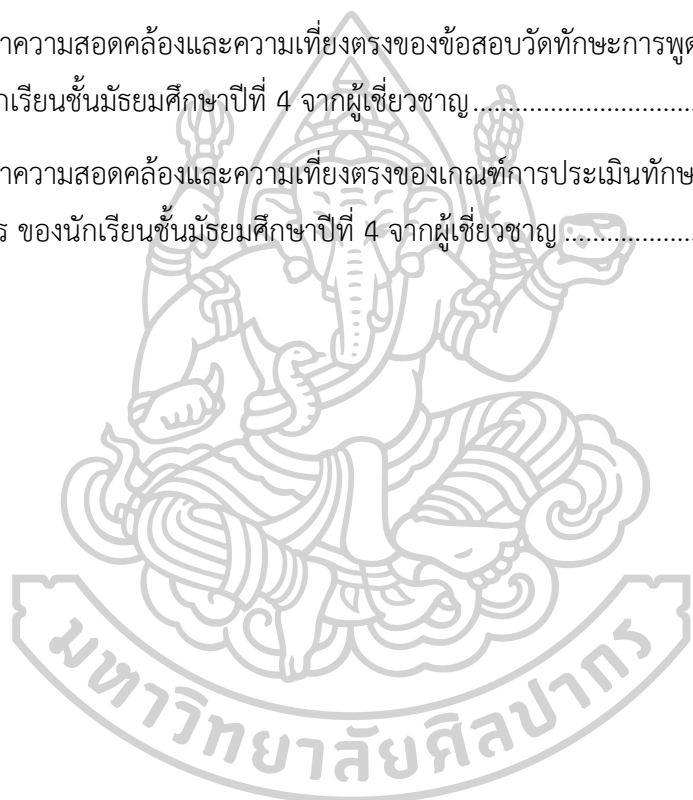 าความสอดคล้องและความเที่ยงตรงของข้อสอบวัดทักษะการพูด
ักเรียนชั้นมัธยมศึกษาปีที่ 4 จากผู้เชี่ยวชาญ................................
าความสอดคล้องและความเที่ยงตรงของเกณฑ์การประเมินทักษ
ร ของนักเรียนชั้นมัธยมศึกษาปีที่ 4 จากผู้เชี่ยวชาญ ....................
มหาวิทยาลัยศิลปากร